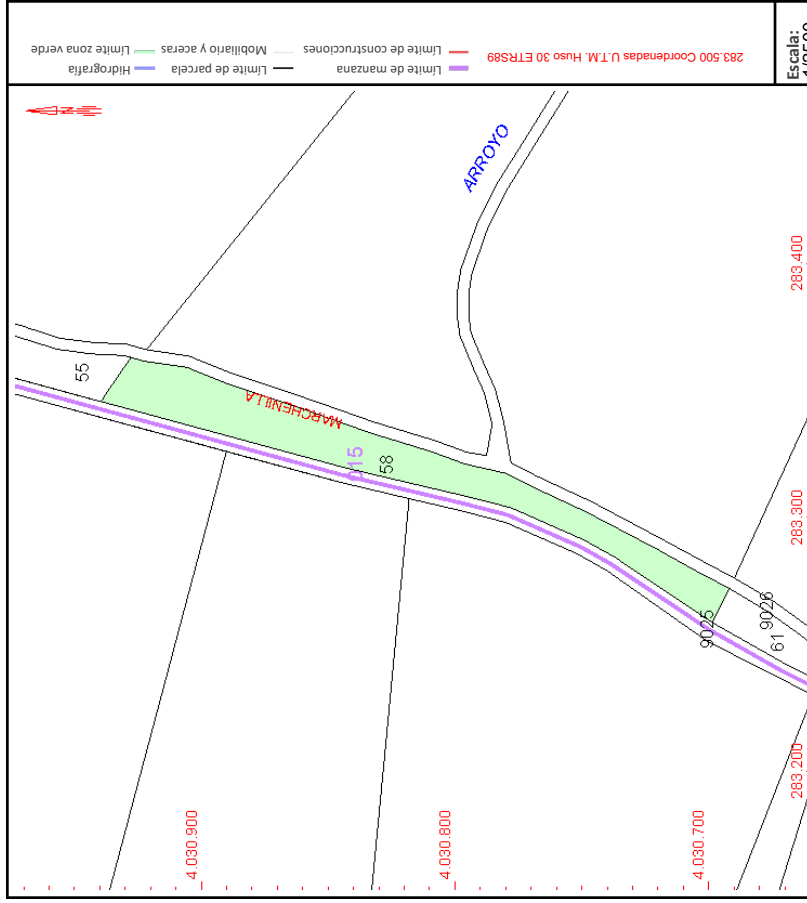 55
MARCHENILLA
015
58
ARROYO
9025
9026
61
4.030.900
4.030.800
4.030.700
283.400
283.300
283.200
Límite de manzana
Límite de parcela
Hidrografía
Límite de construcciones
Mobiliario y aceras
Límite zona verde
283.500 Coordenadas U.T.M. Huso 30 ETRS89
Escala: